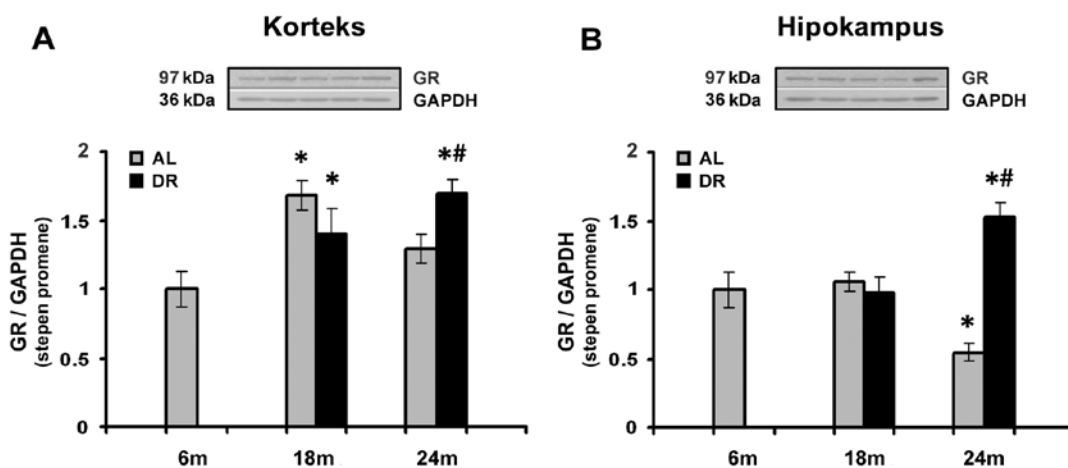 A
Korteks
97 kDa
GR
36 kDa
GAPDH
GR / GAPDH
(stepen promene)
2
1.5
1
0.5
0
AL
DR
*
*
*#
6m
18m
24m
B
Hipokampus
97 kDa
GR
36 kDa
GAPDH
GR / GAPDH
(stepen promene)
2
1.5
1
0.5
0
AL
DR
*
*#
6m
18m
24m